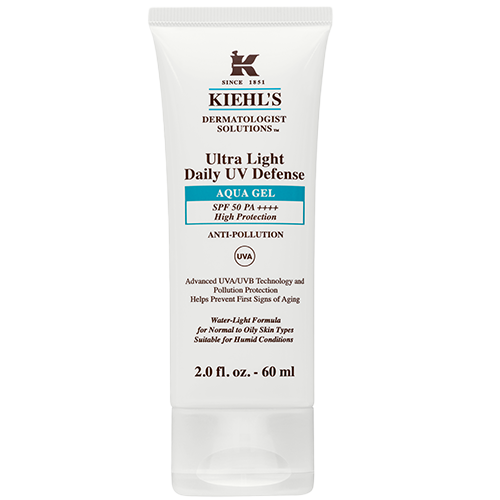 K
SINCE 1851
KIEHL'S
DERMATOLOGIST
SOLUTIONS™
Ultra Light
Daily UV Defense
AQUA GEL
SPF 50 PA ++++
High Protection
ANTI-POLLUTION
UVA
Advanced UVA/UVB Technology and
Pollution Protection
Helps Prevent First Signs of Aging
Water-Light Formula
for Normal to Oily Skin Types
Suitable for Humid Conditions
2.0 fl. oz. - 60 ml